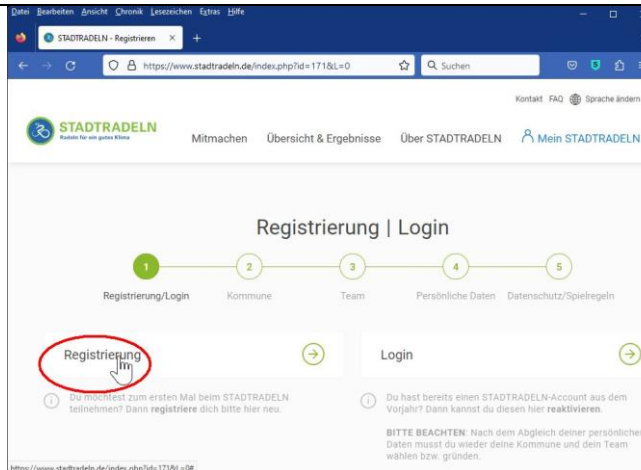 Datei Bearbeiten Ansicht Chronik Lesezeichen Extras Hilfe
STADTRADELN - Registrieren
https://www.stadtradeln.de/index.php?id=171&L=0
Suchen
Kontakt FAQ Sprache ändern
STADTRADELN
Radeln für ein gutes Klima
Mitmachen Übersicht & Ergebnisse Über STADTRADELN Mein STADTRADELN
Registrierung | Login
1 2 3 4 5
Registrierung/Login Kommune Team Persönliche Daten Datenschutz/Spielregeln
Registrierung
Du möchtest zum ersten Mal beim STADTRADELN
teilnehmen? Dann registriere dich bitte hier neu.
Login
Du hast bereits einen STADTRADELN-Account aus dem
Vorjahr? Dann kannst du diesen hier reaktivieren.
BITTE BEACHTEN: Nach dem Abgleich deiner persönlichen
Daten musst du wieder deine Kommune und dein Team
wählen bzw. gründen.
https://www.stadtradeln.de/index.php?id=171&L=0#